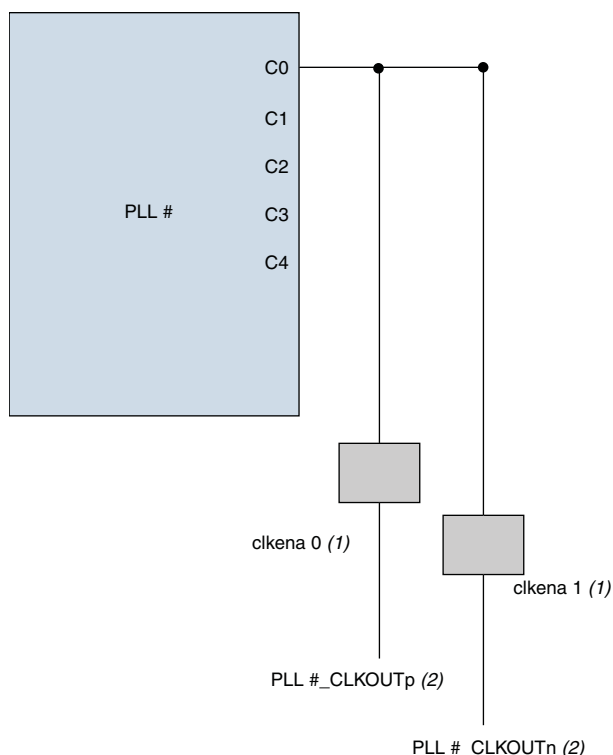 C0
C1
C2
PLL #
C3
C4
clkena 0 (1)
clkena 1 (1)
PLL #_CLKOUTp (2)
PLL #_CLKOUTn (2)